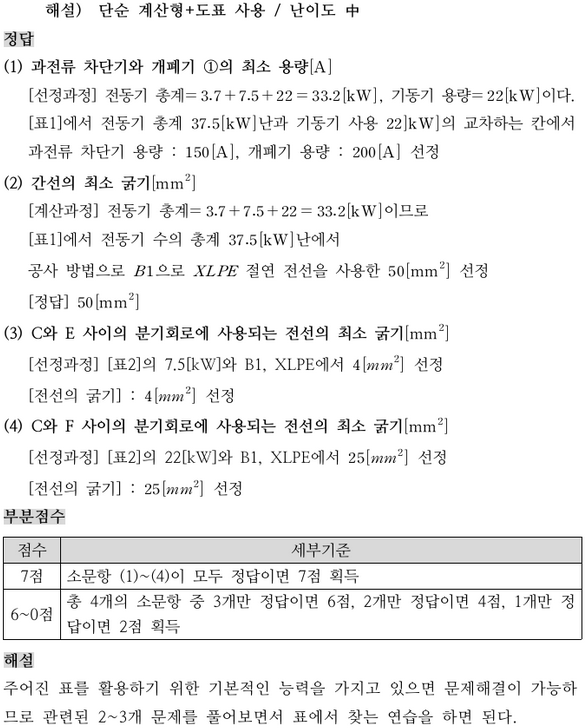 해설) 단순 계산형+도표 사용 / 난이도 中
정답
(1) 과전류 차단기와 개폐기 ①의 최소 용량[A]
[선정과정] 전동기 총계= 3.7+7.5+22 = 33.2[kW], 기동기 용량= 22[kW]이다.
[표1]에서 전동기 총계 37.5[kW]난과 기동기 사용 22]kW]의 교차하는 칸에서
과전류 차단기 용량 : 150[A], 개폐기 용량 : 200[A] 선정
(2) 간선의 최소 굵기[mm²]
[계산과정] 전동기 총계= 3.7+7.5+22 = 33.2[kW]이므로
[표1]에서 전동기 수의 총계 37.5[kW]난에서
공사 방법으로 B1으로 XLPE 절연 전선을 사용한 50[mm²] 선정
[정답] 50[mm²]
(3) C와 E 사이의 분기회로에 사용되는 전선의 최소 굵기[mm²]
[선정과정] [표2]의 7.5[kW]와 B1, XLPE에서 4[mm²] 선정
[전선의 굵기] : 4[mm²] 선정
(4) C와 F 사이의 분기회로에 사용되는 전선의 최소 굵기[mm²]
[선정과정] [표2]의 22[kW]와 B1, XLPE에서 25[mm²] 선정
[전선의 굵기] : 25[mm²] 선정
부분점수
점수 세부기준
7점 소문항 (1)~(4)이 모두 정답이면 7점 획득
6~0점 총 4개의 소문항 중 3개만 정답이면 6점, 2개만 정답이면 4점, 1개만 정
답이면 2점 획득
해설
주어진 표를 활용하기 위한 기본적인 능력을 가지고 있으면 문제해결이 가능하
므로 관련된 2~3개 문제를 풀어보면서 표에서 찾는 연습을 하면 된다.